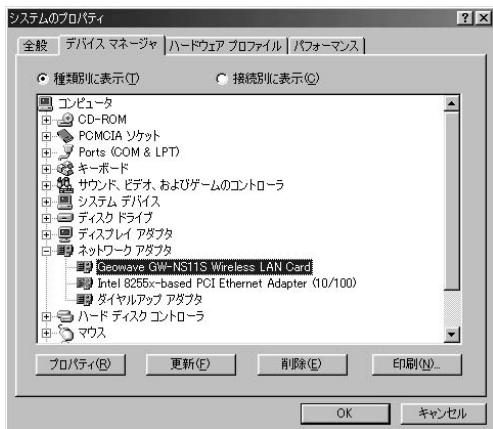 システムのプロパティ
全般 デバイス マネージャ ハードウェア プロファイル パフォーマンス
種類別に表示(T) 接続別に表示(C)
コンピュータ
CD-ROM
PCMCIA ソケット
Ports (COM & LPT)
キーボード
サウンド、ビデオ、およびゲームのコントローラ
システム デバイス
ディスク ドライブ
ディスプレイ アダプタ
ネットワーク アダプタ
Geowave GW-NS11S Wireless LAN Card
Intel 8255x-based PCI Ethernet Adapter (10/100)
ダイヤルアップ アダプタ
ハード ディスク コントローラ
マウス
プロパティ(R) 更新(F) 削除(E) 印刷(N)...
OK キャンセル